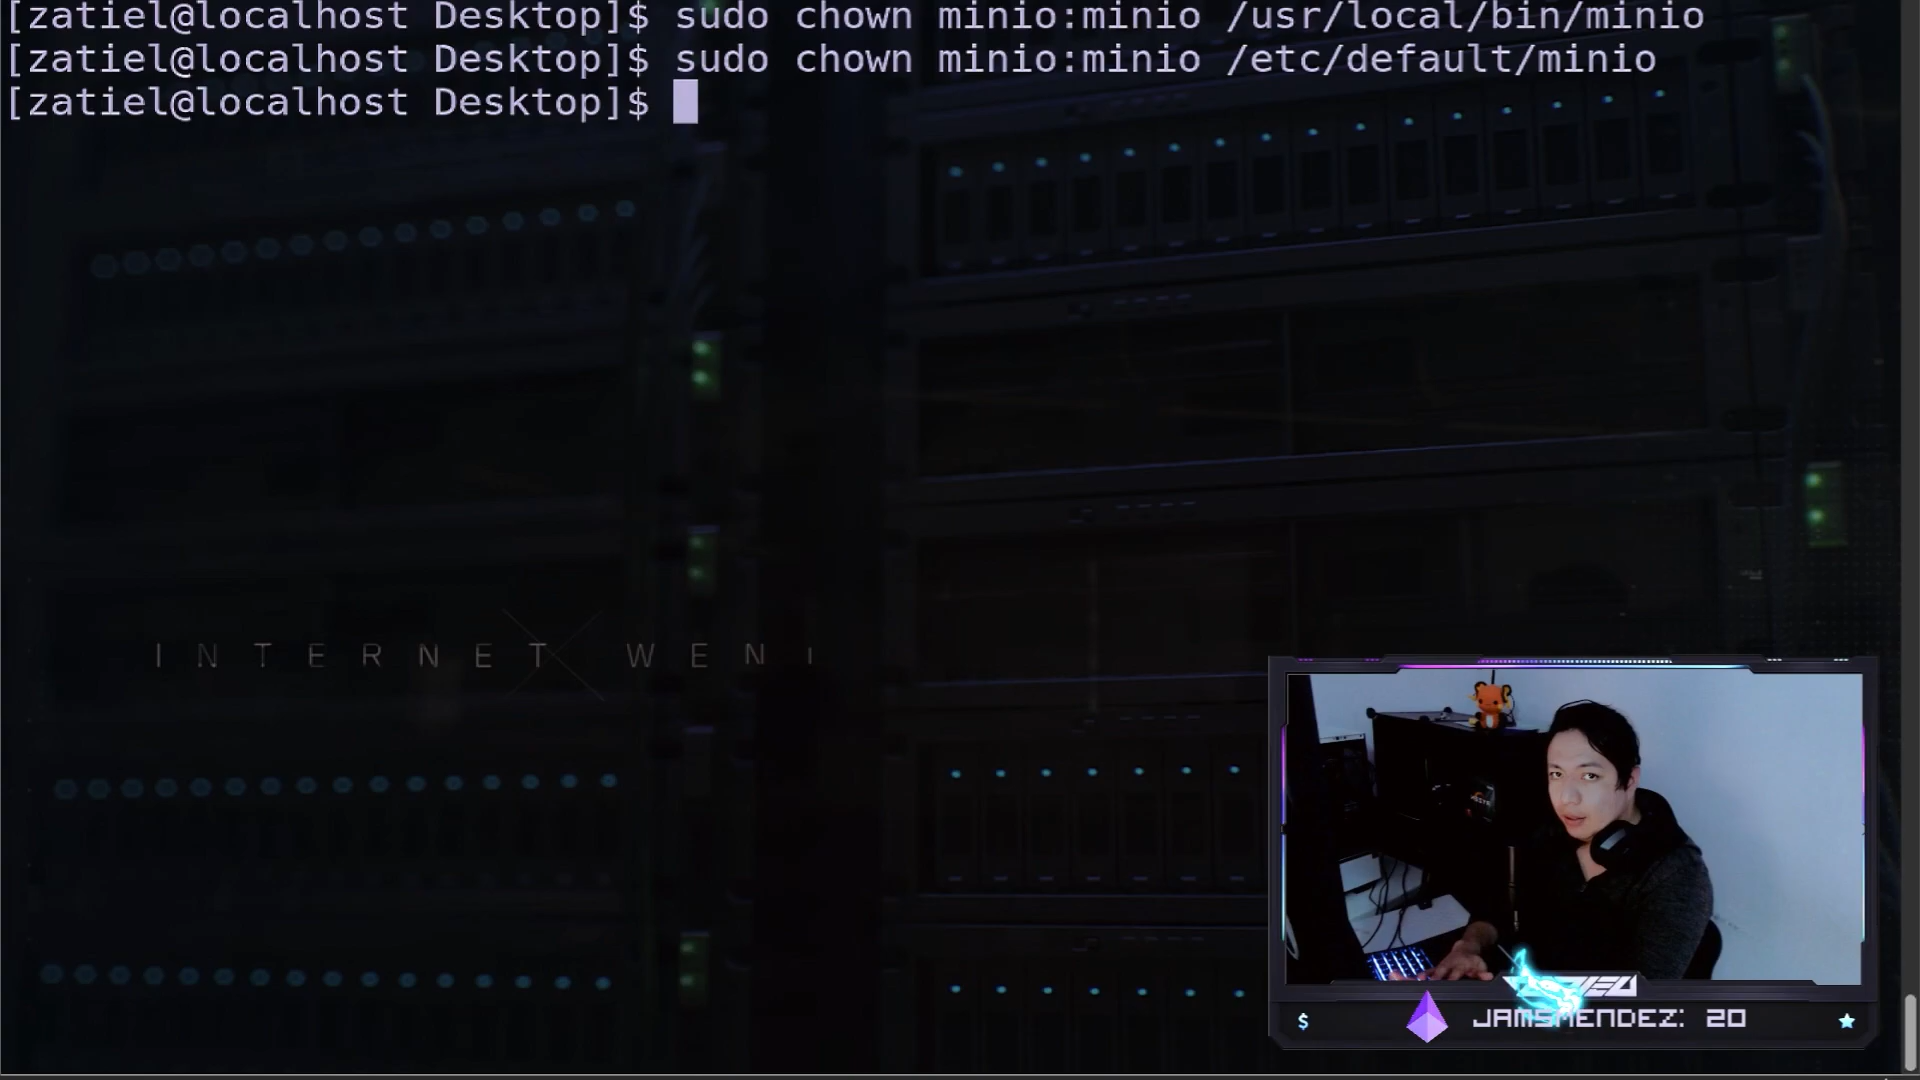 [zatiel@localhost Desktop]$ sudo chown minio:minio /usr/local/bin/minio
[zatiel@localhost Desktop]$ sudo chown minio:minio /etc/default/minio
[zatiel@localhost Desktop]$
INTERNET
$ JAMSMENDEZ: 20